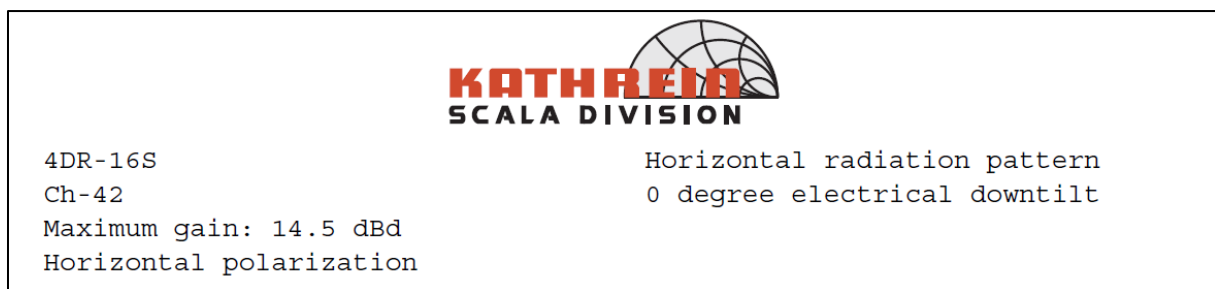 KATHREIN
SCALA DIVISION
4DR-16S
Ch-42
Maximum gain: 14.5 dBd
Horizontal polarization
Horizontal radiation pattern
0 degree electrical downtilt